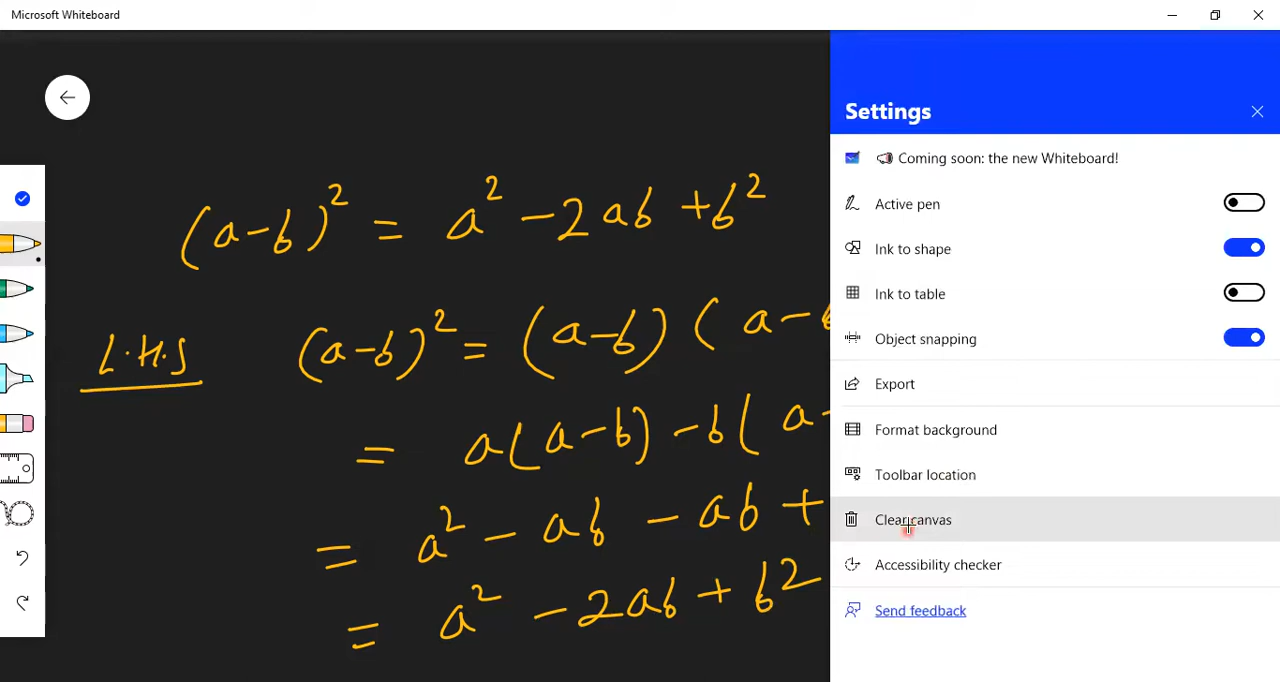 Microsoft Whiteboard
Settings
Coming soon: the new Whiteboard!
Active pen
Ink to shape
Ink to table
Object snapping
Export
Format background
Toolbar location
Clear canvas
Accessibility checker
Send feedback
(a-b)² = a² - 2ab + b²
L.H.S (a-b)² = (a-b) (a-b
= a(a-b) - b( a-
= a² - ab - ab +
= a² - 2ab + b²